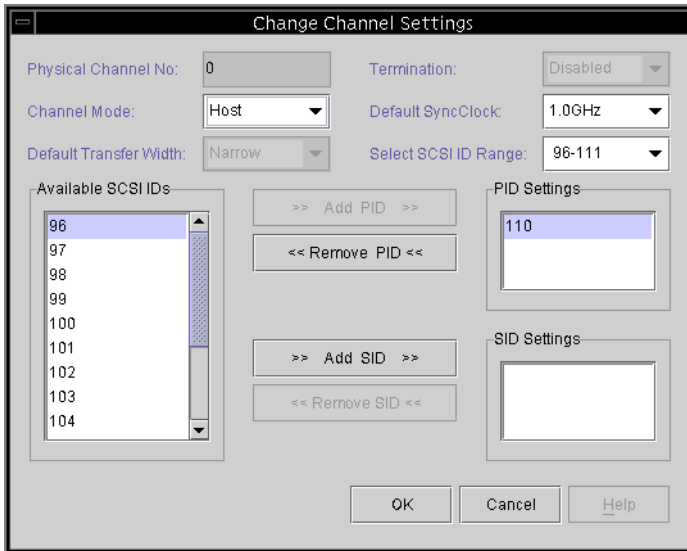 Change Channel Settings
Physical Channel No: 0 Termination: Disabled
Channel Mode: Host Default SyncClock: 1.0GHz
Default Transfer Width: Narrow Select SCSI ID Range: 96-111
Available SCSI IDs
96
97
98
99
100
101
102
103
104
>> Add PID >>
<< Remove PID <<
>> Add SID >>
<< Remove SID <<
PID Settings
110
SID Settings
OK Cancel Help